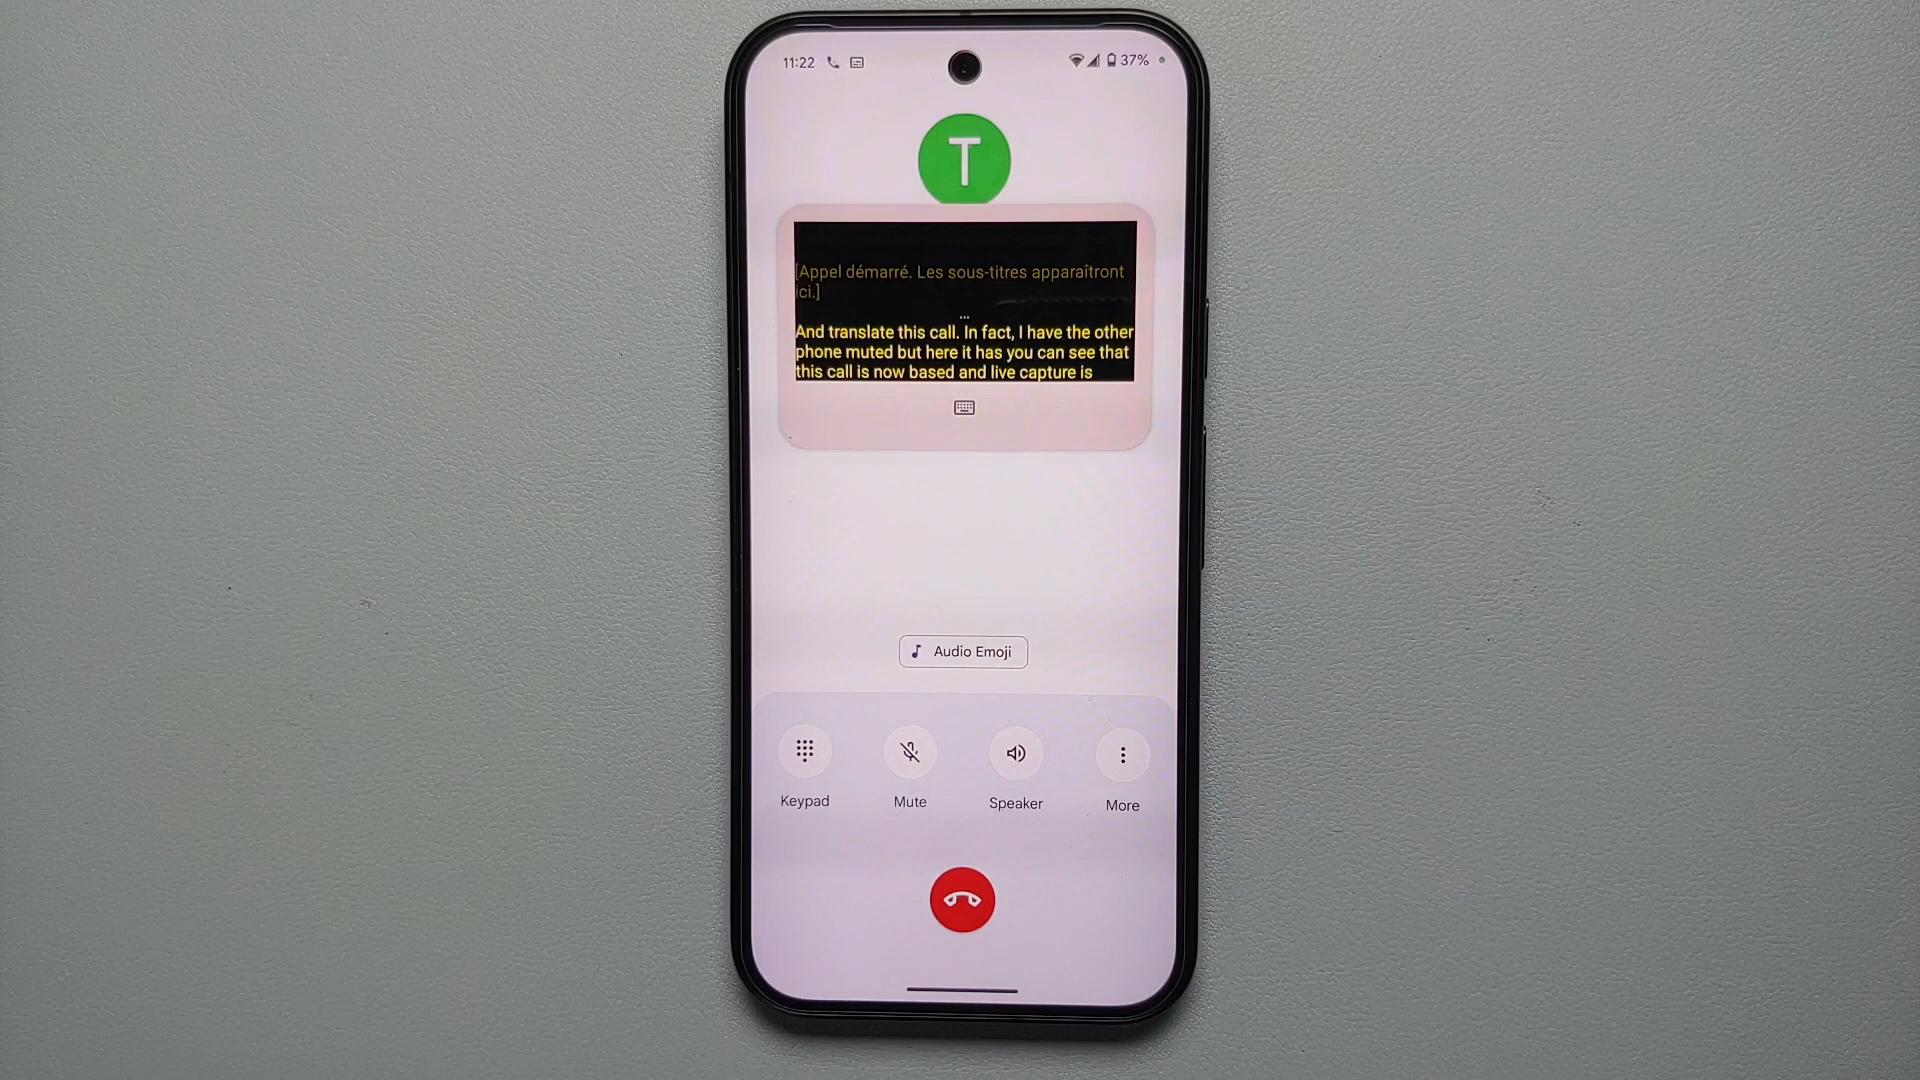 11:22
37%
T
[Appel démarré. Les sous-titres apparaîtront
ici.]
...
And translate this call. In fact, I have the other
phone muted but here it has you can see that
this call is now based and live capture is
Audio Emoji
Keypad
Mute
Speaker
More